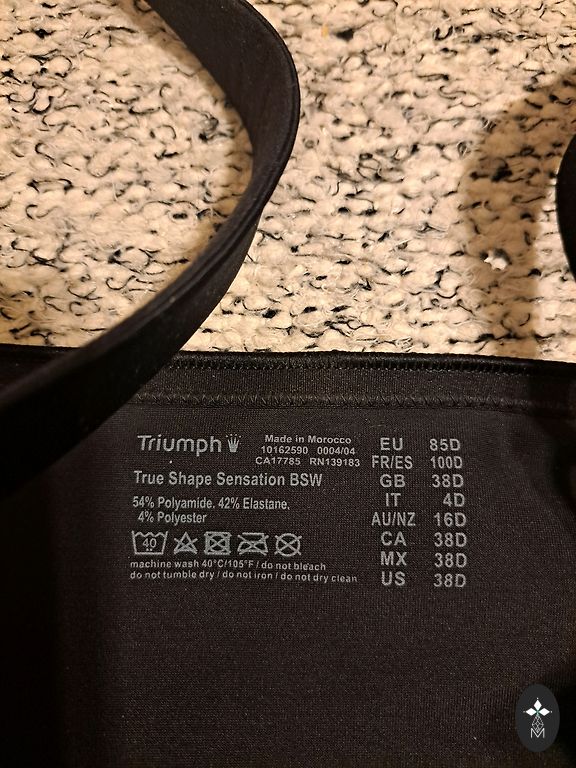 Triumph
Made in Morocco
10162590 0004/04
CA17785 RN139183
True Shape Sensation BSW
54% Polyamide, 42% Elastane,
4% Polyester
40
machine wash 40°C/105°F / do not bleach
do not tumble dry / do not iron / do not dry clean
EU 85D
FR/ES 100D
GB 38D
IT 4D
AU/NZ 16D
CA 38D
MX 38D
US 38D
M